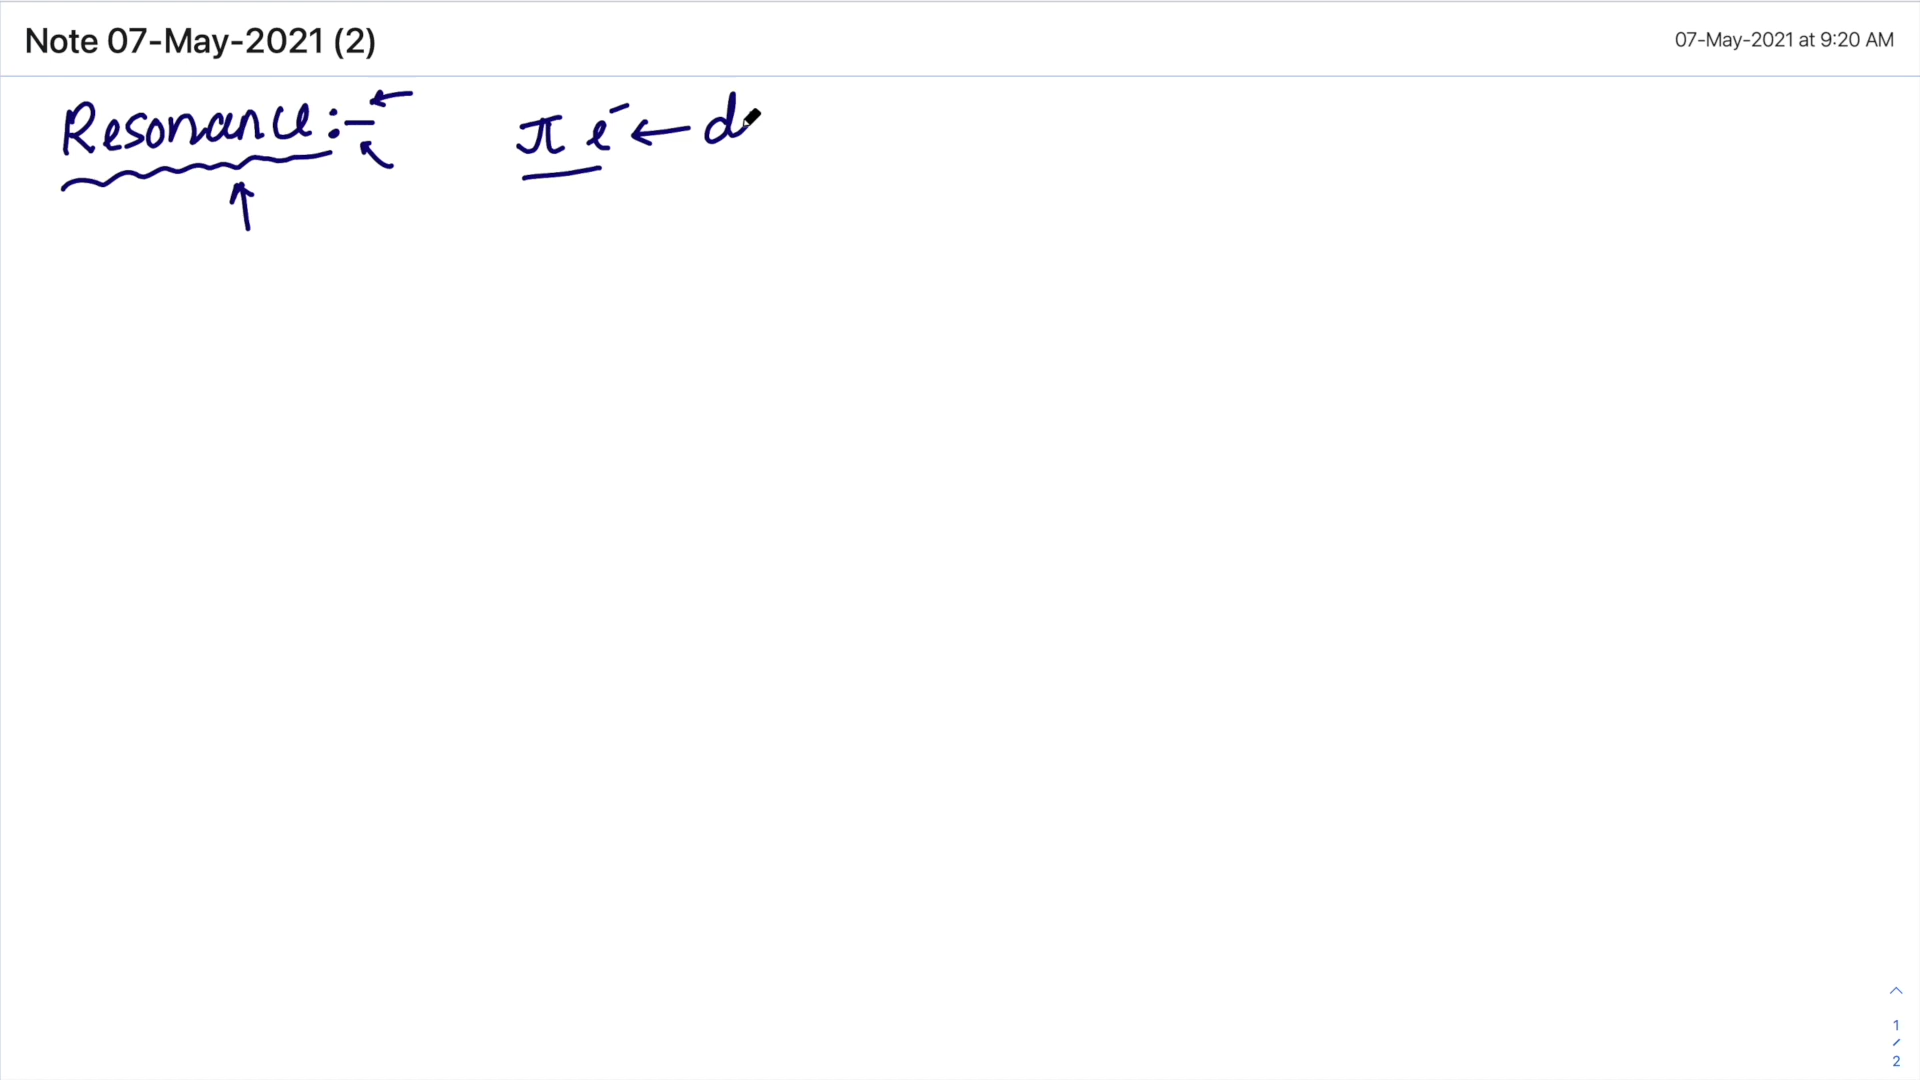 Note 07-May-2021 (2)
07-May-2021 at 9:20 AM
Resonance :- π e⁻ ← d
1
/
2